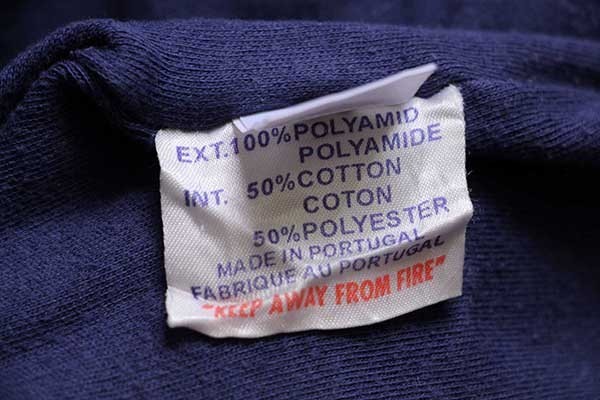 EXT.100%POLYAMID
POLYAMIDE
INT. 50%COTTON
COTON
50%POLYESTER
MADE IN PORTUGAL
FABRIQUE AU PORTUGAL
"KEEP AWAY FROM FIRE"